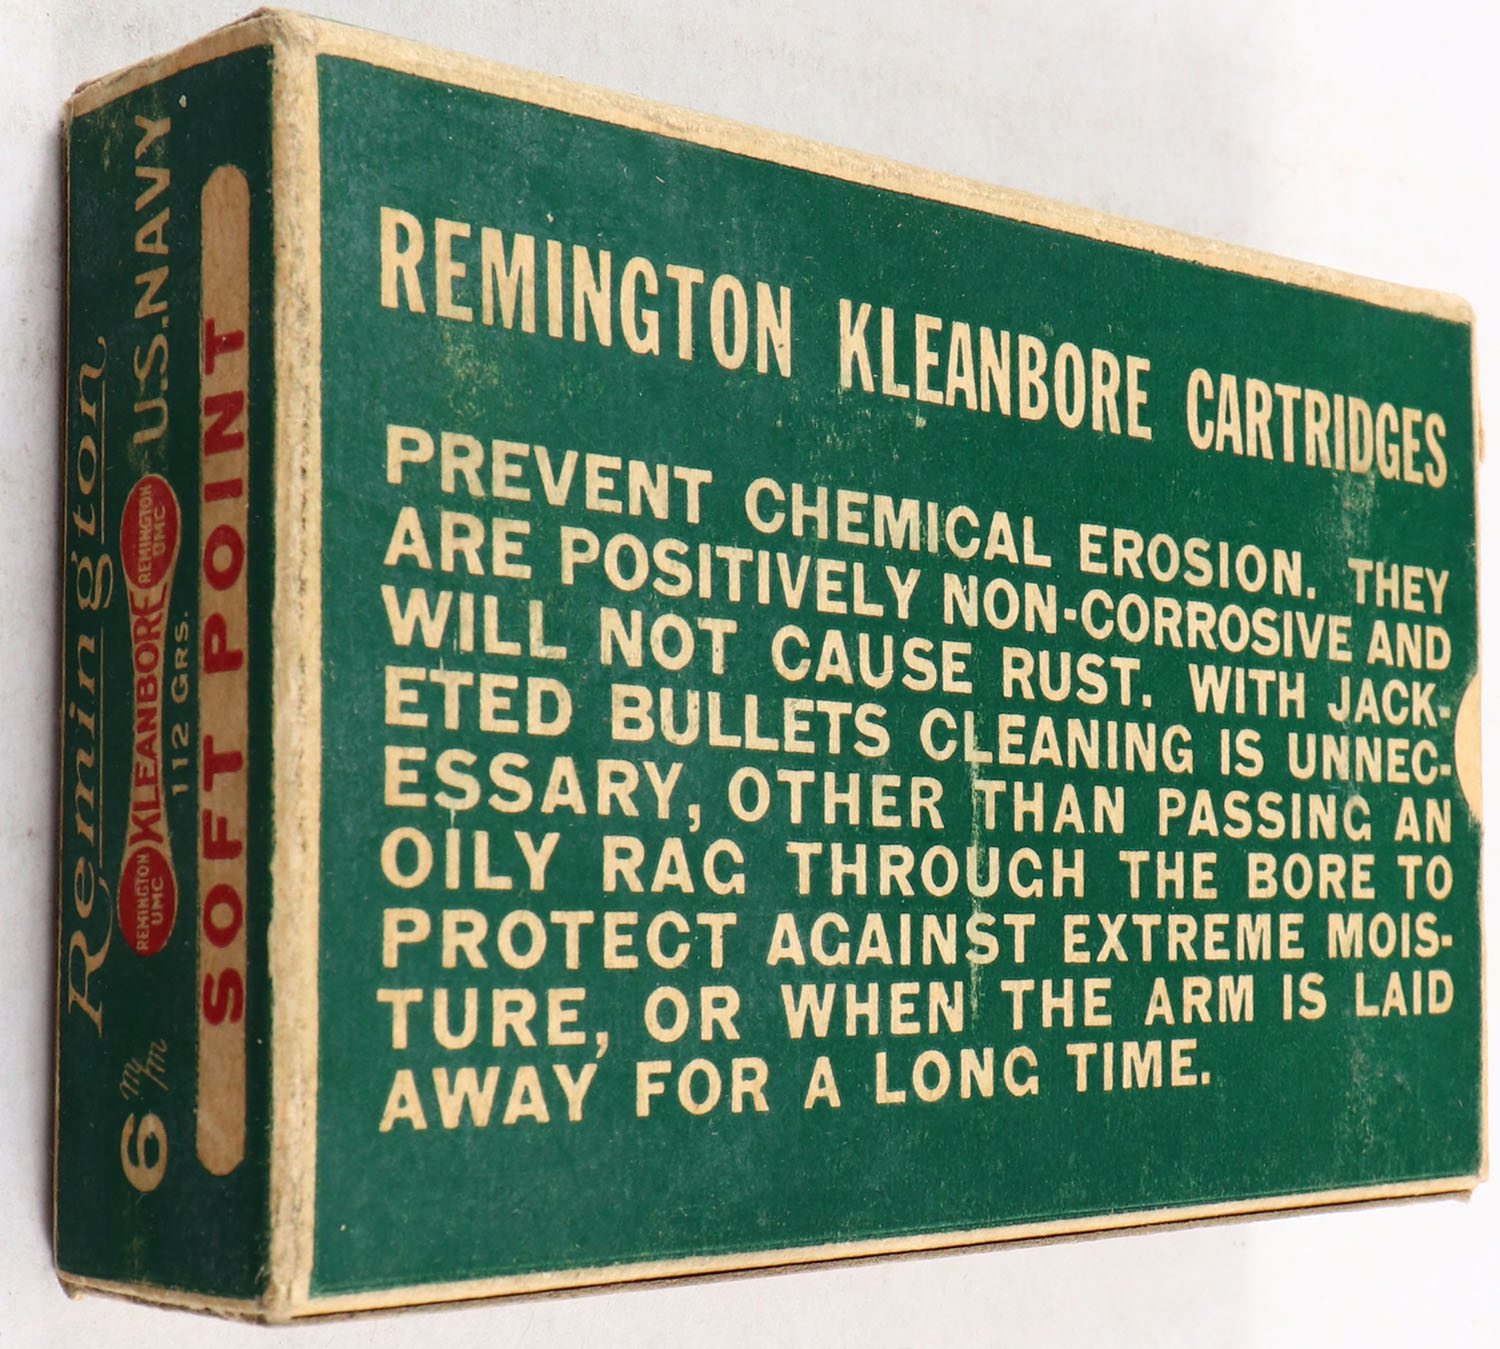 REMINGTON KLEANBORE CARTRIDGES
PREVENT CHEMICAL EROSION. THEY
ARE POSITIVELY NON-CORROSIVE AND
WILL NOT CAUSE RUST. WITH JACK-
ETED BULLETS CLEANING IS UNNEC-
ESSARY, OTHER THAN PASSING AN
OILY RAG THROUGH THE BORE TO
PROTECT AGAINST EXTREME MOIS-
TURE, OR WHEN THE ARM IS LAID
AWAY FOR A LONG TIME.
Remington
6 m/m REMINGTON UMC KLEANBORE REMINGTON UMC U.S.NAVY
112 GRS.
SOFT POINT